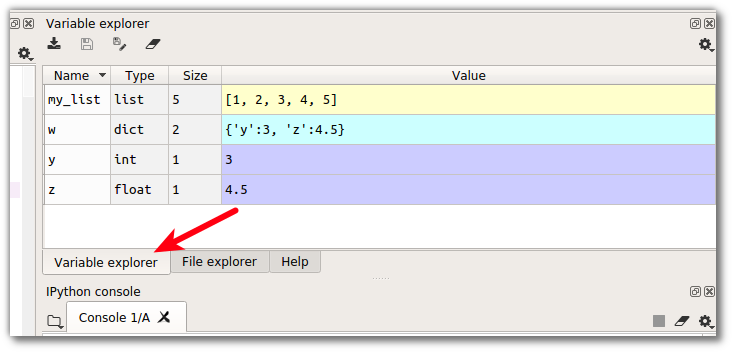 Variable explorer
Name Type Size Value
my_list list 5 [1, 2, 3, 4, 5]
w dict 2 {'y':3, 'z':4.5}
y int 1 3
z float 1 4.5
Variable explorer File explorer Help
IPython console
Console 1/A